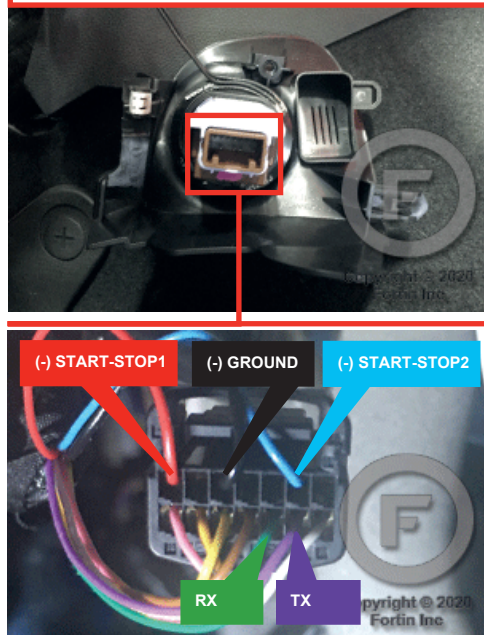 F
Copyright © 2020
Fortin Inc
(-) START-STOP1
(-) GROUND
(-) START-STOP2
F
RX
TX
pyright © 2020,
Fortin Inc